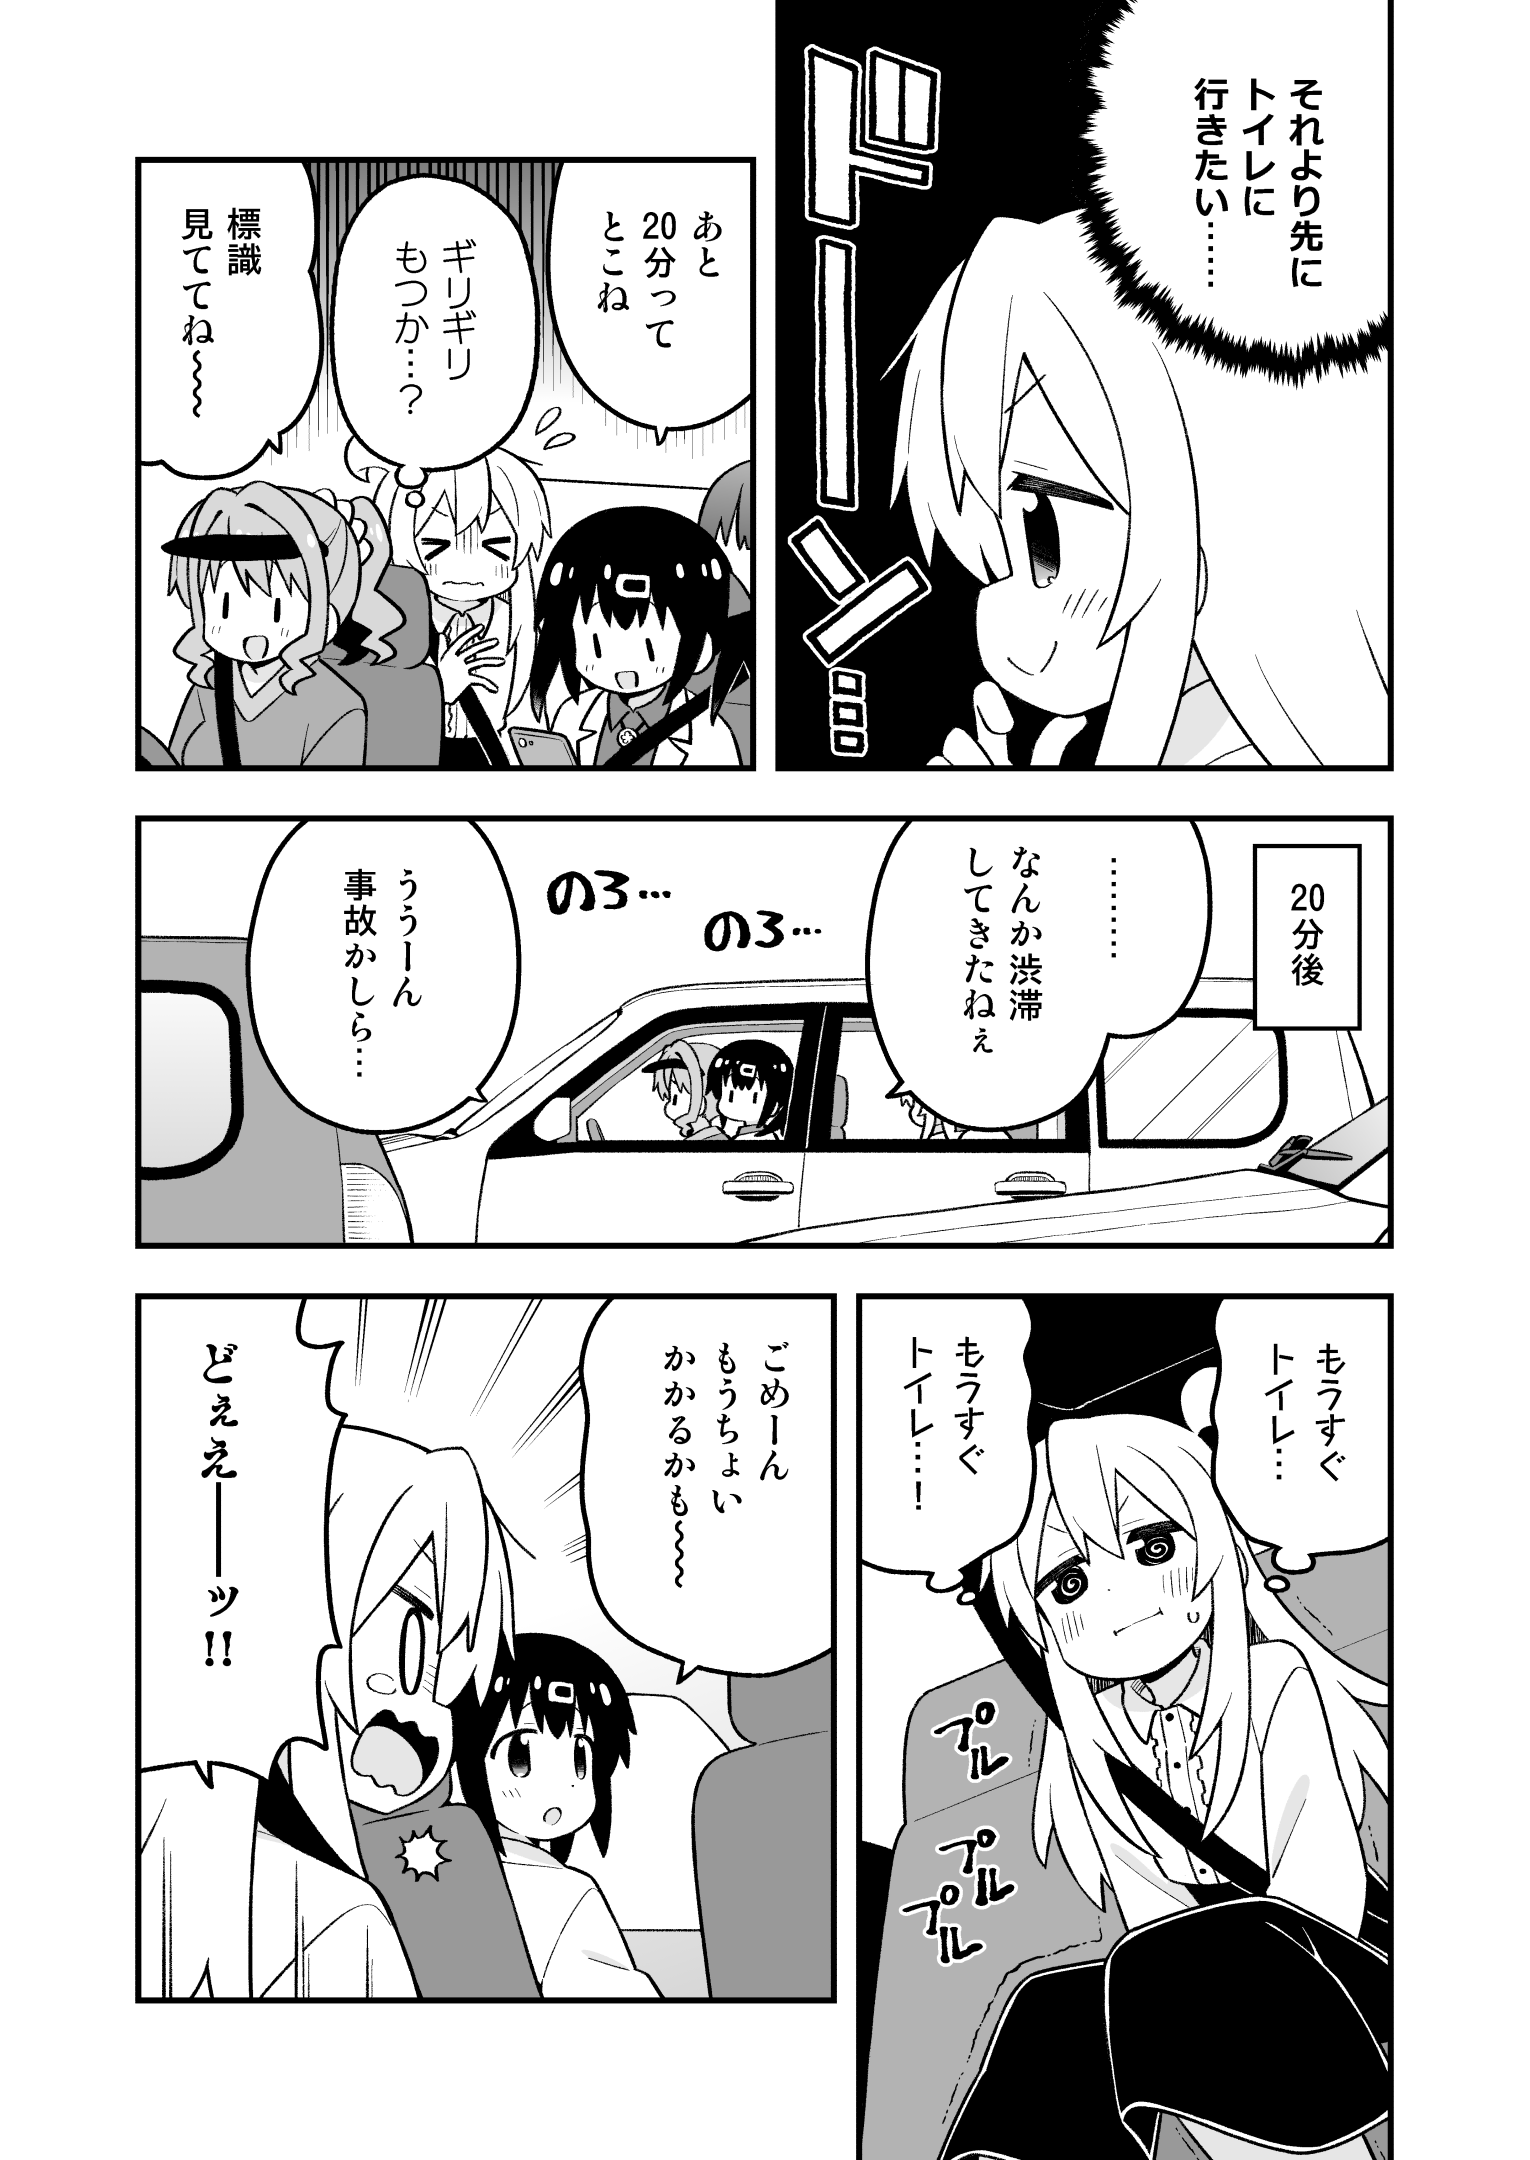 それより先に
トイレに
行きたい……
ドーン…
あと
20分って
とこね
ギリギリ
もつか…?
標識
見ててね〜〜
20分後
………
なんか渋滞
してきたねぇ
のろ…
のろ…
ううーん
事故かしら…
もうすぐ
トイレ…
もうすぐ
トイレ…!
プル
プル
プル
ごめーん
もうちょい
かかるかも〜〜
どぇえ――ッ!!